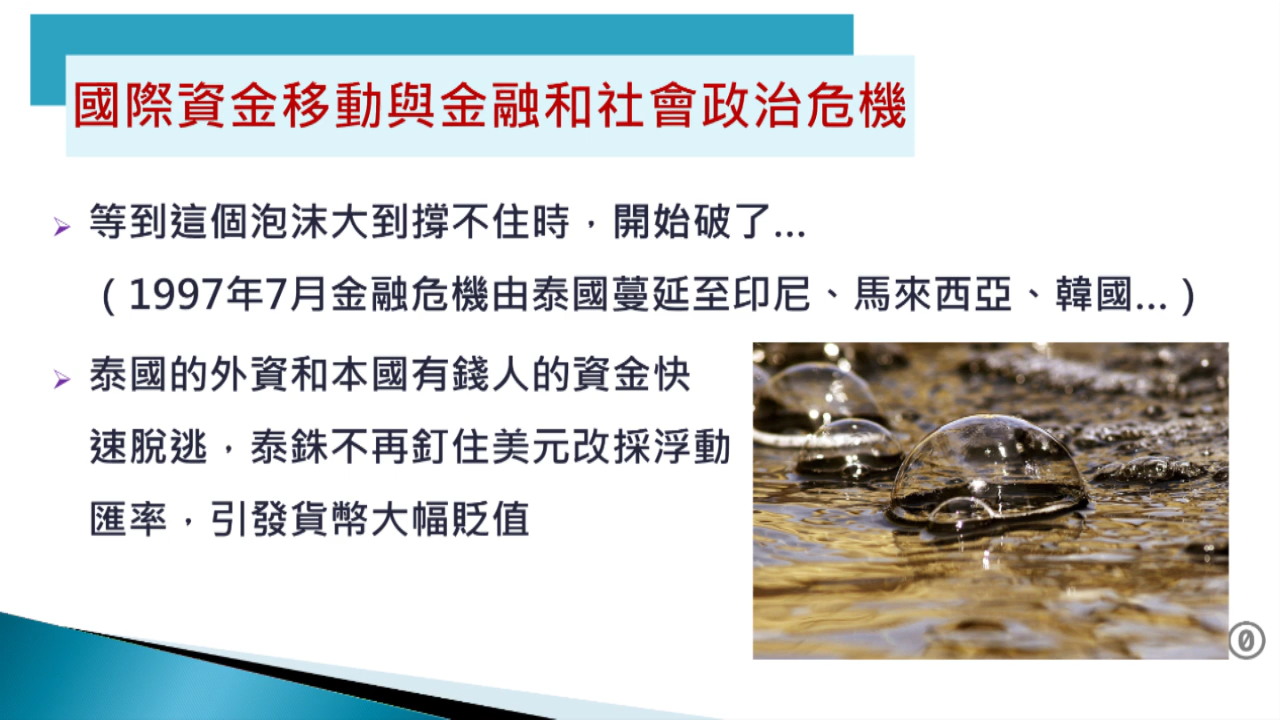 國際資金移動與金融和社會政治危機
等到這個泡沫大到撐不住時，開始破了...
（1997年7月金融危機由泰國蔓延至印尼、馬來西亞、韓國...）
泰國的外資和本國有錢人的資金快
速脫逃，泰銖不再釘住美元改採浮動
匯率，引發貨幣大幅貶值
0